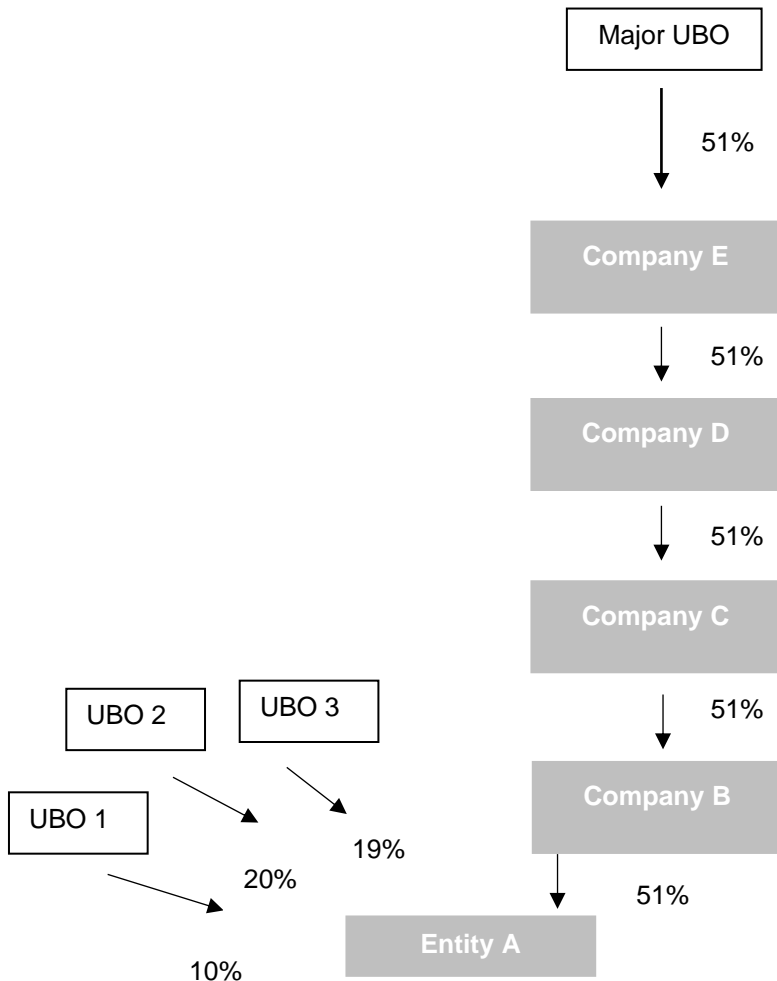 Major UBO
51%
Company E
51%
Company D
51%
Company C
51%
UBO 2
UBO 3
Company B
UBO 1
19%
20%
51%
Entity A
10%